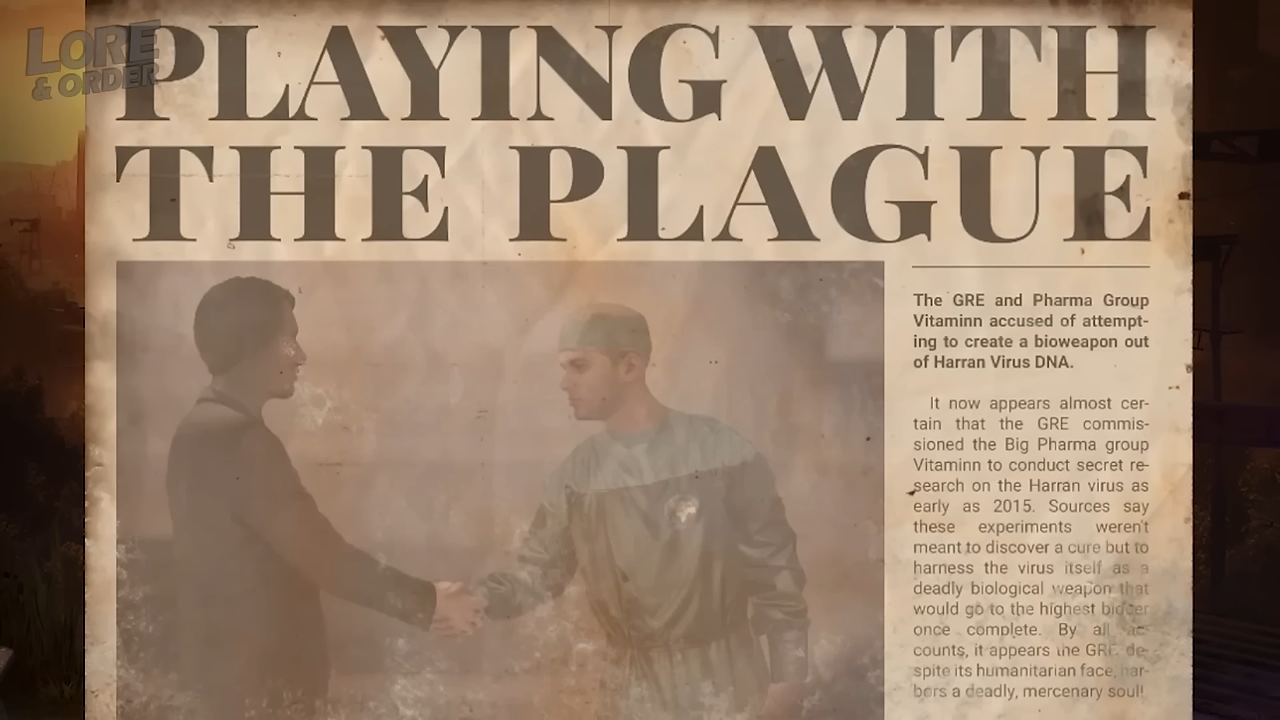 LORE
& ORDER
PLAYING WITH
THE PLAGUE
The GRE and Pharma Group
Vitaminn accused of attempt-
ing to create a bioweapon out
of Harran Virus DNA.
It now appears almost cer-
tain that the GRE commis-
sioned the Big Pharma group
Vitaminn to conduct secret re-
search on the Harran virus as
early as 2015. Sources say
these experiments weren't
meant to discover a cure but to
harness the virus itself as a
deadly biological weapon that
would go to the highest bidder
once complete. By all ac-
counts, it appears the GRE de-
spite its humanitarian face, har-
bors a deadly, mercenary soul!